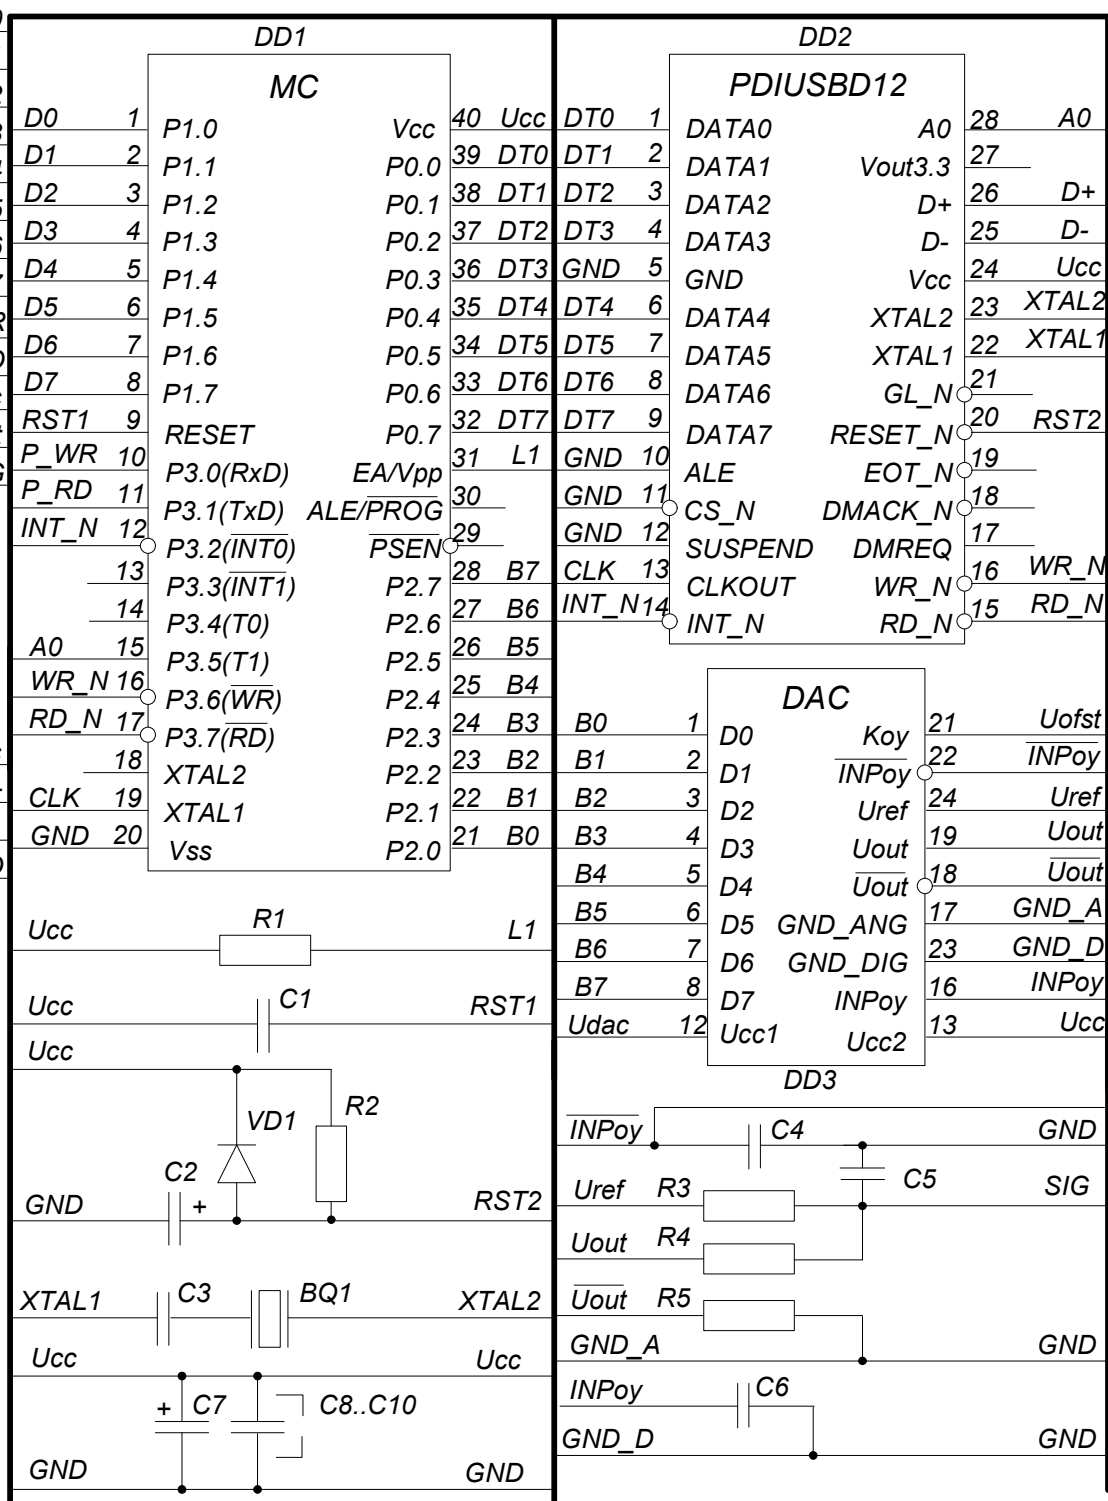 DD1
MC
D0 1 P1.0 Vcc 40 Ucc
D1 2 P1.1 P0.0 39 DT0
D2 3 P1.2 P0.1 38 DT1
D3 4 P1.3 P0.2 37 DT2
D4 5 P1.4 P0.3 36 DT3
D5 6 P1.5 P0.4 35 DT4
D6 7 P1.6 P0.5 34 DT5
D7 8 P1.7 P0.6 33 DT6
RST1 9 RESET P0.7 32 DT7
P_WR 10 P3.0(RxD) EA/Vpp 31 L1
P_RD 11 P3.1(TxD) ALE/PROG 30
INT_N 12 P3.2(INT0) PSEN 29
13 P3.3(INT1) P2.7 28 B7
14 P3.4(T0) P2.6 27 B6
A0 15 P3.5(T1) P2.5 26 B5
WR_N 16 P3.6(WR) P2.4 25 B4
RD_N 17 P3.7(RD) P2.3 24 B3
18 XTAL2 P2.2 23 B2
CLK 19 XTAL1 P2.1 22 B1
GND 20 Vss P2.0 21 B0
Ucc R1 L1
Ucc C1 RST1
Ucc
VD1 R2
C2
GND + RST2
XTAL1 C3 BQ1 XTAL2
Ucc Ucc
+ C7 C8..C10
GND GND
DD2
PDIUSBD12
DT0 1 DATA0 A0 28 A0
DT1 2 DATA1 Vout3.3 27
DT2 3 DATA2 D+ 26 D+
DT3 4 DATA3 D- 25 D-
GND 5 GND Vcc 24 Ucc
DT4 6 DATA4 XTAL2 23 XTAL2
DT5 7 DATA5 XTAL1 22 XTAL1
DT6 8 DATA6 GL_N 21
DT7 9 DATA7 RESET_N 20 RST2
GND 10 ALE EOT_N 19
GND 11 CS_N DMACK_N 18
GND 12 SUSPEND DMREQ 17
CLK 13 CLKOUT WR_N 16 WR_N
INT_N 14 INT_N RD_N 15 RD_N
DAC
B0 1 D0 Koy 21 Uofst
B1 2 D1 INPoy 22 INPoy
B2 3 D2 Uref 24 Uref
B3 4 D3 Uout 19 Uout
B4 5 D4 Uout 18 Uout
B5 6 D5 GND_ANG 17 GND_A
B6 7 D6 GND_DIG 23 GND_D
B7 8 D7 INPoy 16 INPoy
Udac 12 Ucc1 Ucc2 13 Ucc
DD3
INPoy C4 GND
C5
Uref R3 SIG
Uout R4
Uout R5
GND_A GND
INPoy C6
GND_D GND